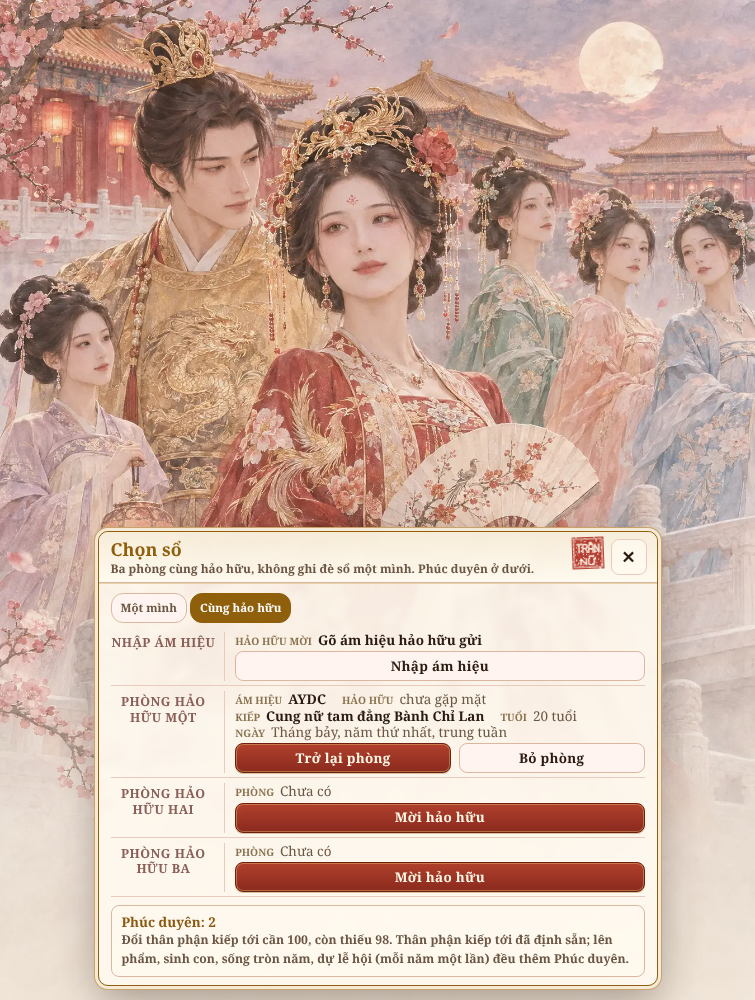 Chọn sổ
Ba phòng cùng hảo hữu, không ghi đè sổ một mình. Phúc duyên ở dưới.
TRÂN
NỮ
×
Một mình
Cùng hảo hữu
NHẬP ÁM HIỆU
HẢO HỮU MỜI Gõ ám hiệu hảo hữu gửi
Nhập ám hiệu
PHÒNG HẢO
HỮU MỘT
ÁM HIỆU AYDC HẢO HỮU chưa gặp mặt
KIẾP Cung nữ tam đẳng Bành Chỉ Lan TUỔI 20 tuổi
NGÀY Tháng bảy, năm thứ nhất, trung tuần
Trở lại phòng
Bỏ phòng
PHÒNG HẢO
HỮU HAI
PHÒNG Chưa có
Mời hảo hữu
PHÒNG HẢO
HỮU BA
PHÒNG Chưa có
Mời hảo hữu
Phúc duyên: 2
Đổi thân phận kiếp tới cần 100, còn thiếu 98. Thân phận kiếp tới đã định sẵn; lên
phẩm, sinh con, sống tròn năm, dự lễ hội (mỗi năm một lần) đều thêm Phúc duyên.